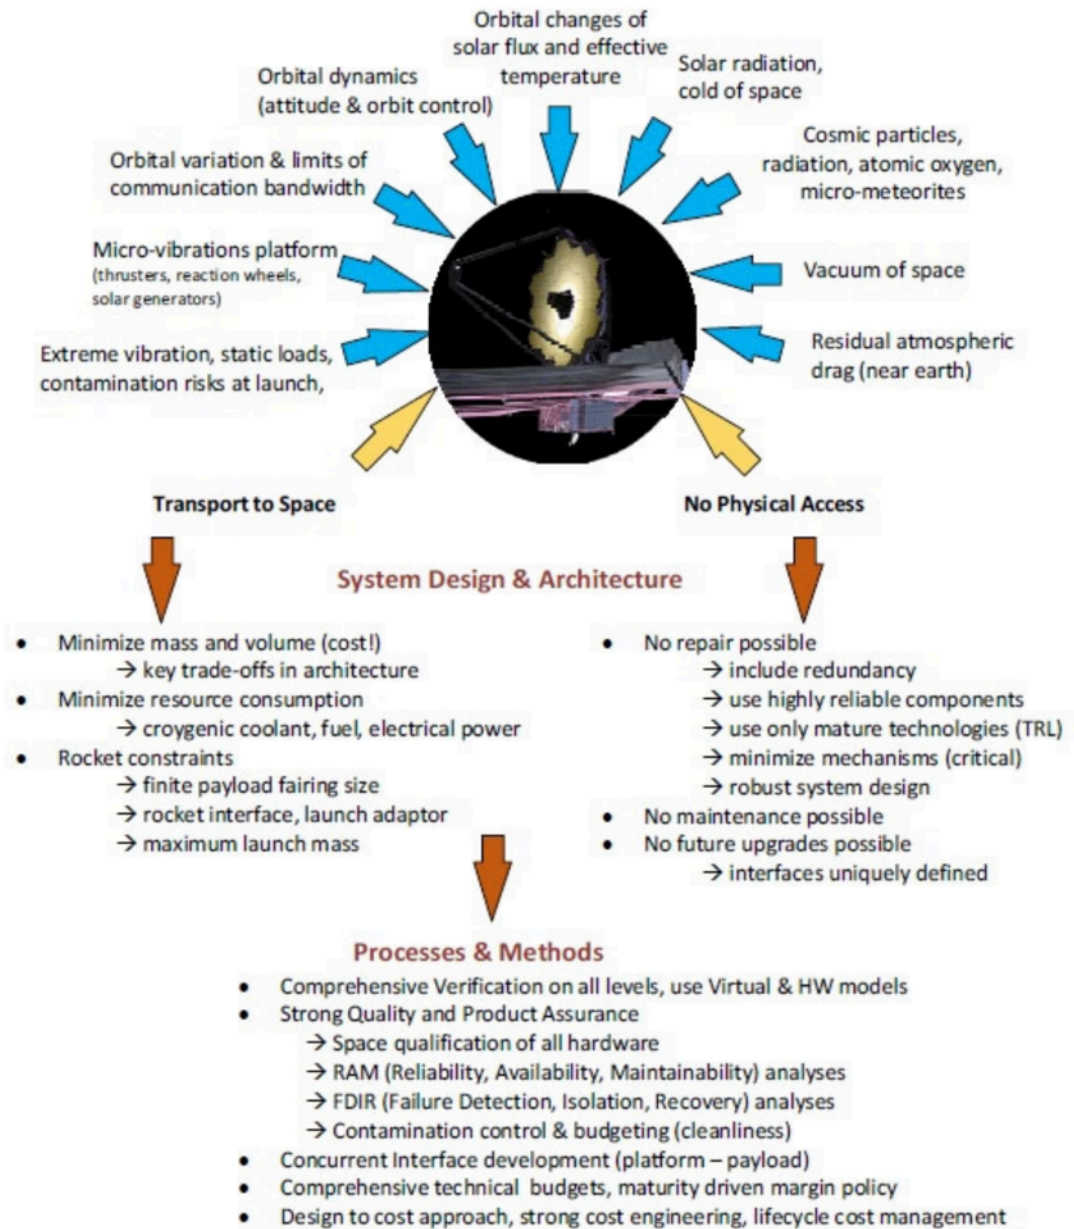 Orbital changes of
solar flux and effective
temperature
Orbital dynamics
(attitude & orbit control)
Solar radiation,
cold of space
Orbital variation & limits of
communication bandwidth
Cosmic particles,
radiation, atomic oxygen,
micro-meteorites
Micro-vibrations platform
(thrusters, reaction wheels,
solar generators)
Vacuum of space
Extreme vibration, static loads,
contamination risks at launch,
Residual atmospheric
drag (near earth)
Transport to Space
No Physical Access
System Design & Architecture
• Minimize mass and volume (cost!)
→ key trade-offs in architecture
• Minimize resource consumption
→ croygenic coolant, fuel, electrical power
• Rocket constraints
→ finite payload fairing size
→ rocket interface, launch adaptor
→ maximum launch mass
• No repair possible
→ include redundancy
→ use highly reliable components
→ use only mature technologies (TRL)
→ minimize mechanisms (critical)
→ robust system design
• No maintenance possible
• No future upgrades possible
→ interfaces uniquely defined
Processes & Methods
• Comprehensive Verification on all levels, use Virtual & HW models
• Strong Quality and Product Assurance
→ Space qualification of all hardware
→ RAM (Reliability, Availability, Maintainability) analyses
→ FDIR (Failure Detection, Isolation, Recovery) analyses
→ Contamination control & budgeting (cleanliness)
• Concurrent Interface development (platform – payload)
• Comprehensive technical budgets, maturity driven margin policy
• Design to cost approach, strong cost engineering, lifecycle cost management